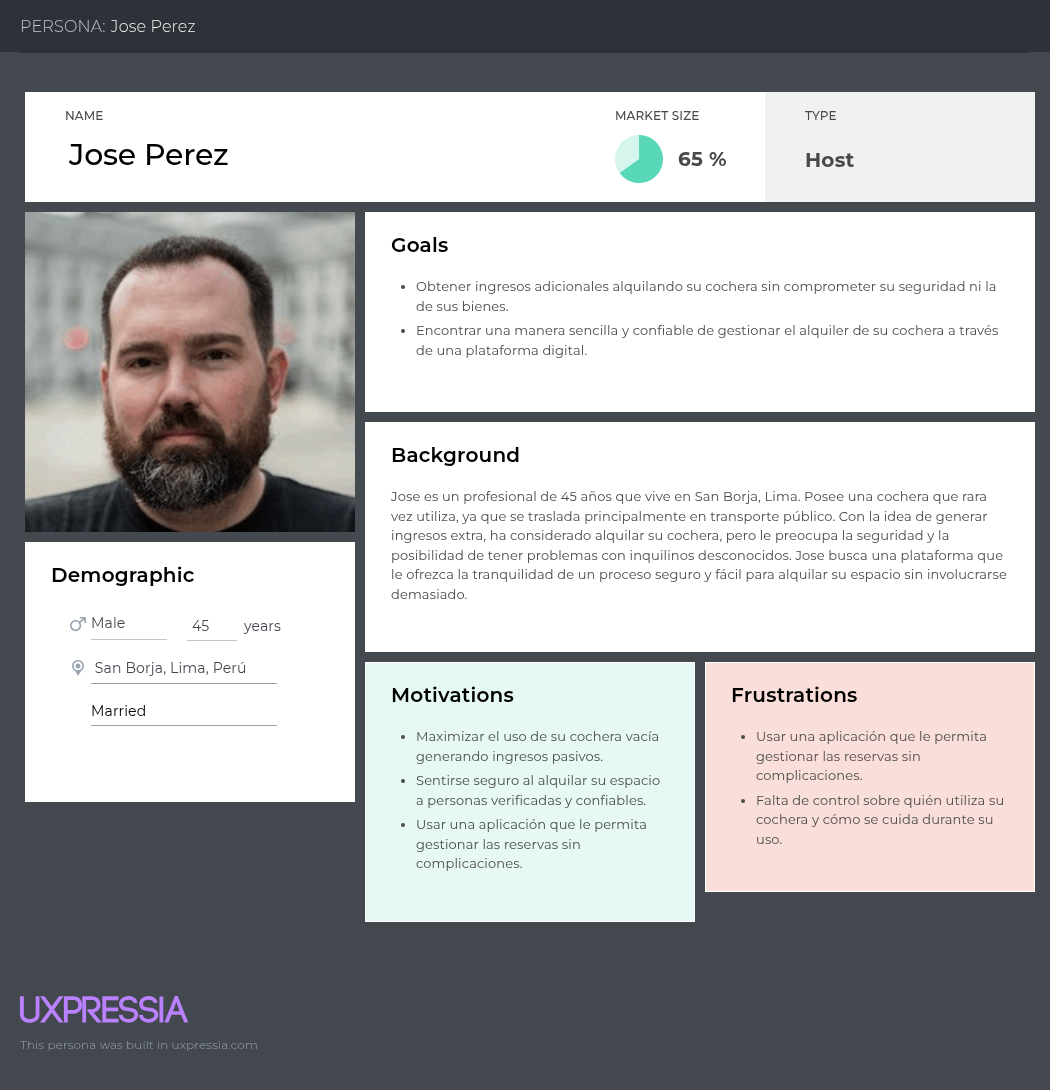 PERSONA: Jose Perez
NAME
Jose Perez
MARKET SIZE
65 %
TYPE
Host
Goals
• Obtener ingresos adicionales alquilando su cochera sin comprometer su seguridad ni la
de sus bienes.
• Encontrar una manera sencilla y confiable de gestionar el alquiler de su cochera a través
de una plataforma digital.
Background
Jose es un profesional de 45 años que vive en San Borja, Lima. Posee una cochera que rara
vez utiliza, ya que se traslada principalmente en transporte público. Con la idea de generar
ingresos extra, ha considerado alquilar su cochera, pero le preocupa la seguridad y la
posibilidad de tener problemas con inquilinos desconocidos. Jose busca una plataforma que
le ofrezca la tranquilidad de un proceso seguro y fácil para alquilar su espacio sin involucrarse
demasiado.
Demographic
Male 45 years
San Borja, Lima, Perú
Married
Motivations
• Maximizar el uso de su cochera vacía
generando ingresos pasivos.
• Sentirse seguro al alquilar su espacio
a personas verificadas y confiables.
• Usar una aplicación que le permita
gestionar las reservas sin
complicaciones.
Frustrations
• Usar una aplicación que le permita
gestionar las reservas sin
complicaciones.
• Falta de control sobre quién utiliza su
cochera y cómo se cuida durante su
uso.
UXPRESSIA
This persona was built in uxpressia.com